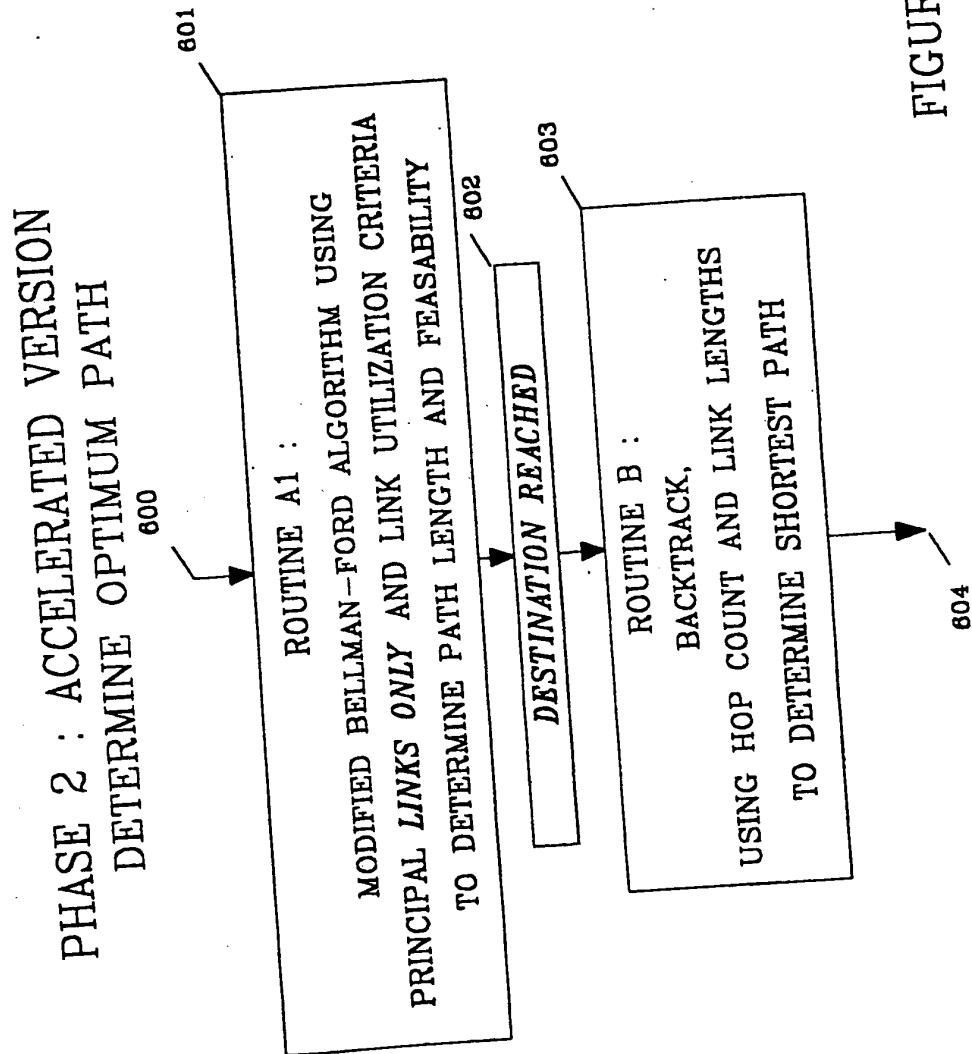 PHASE 2 : ACCELERATED VERSION
DETERMINE OPTIMUM PATH
600
601
ROUTINE A1 :
MODIFIED BELLMAN-FORD ALGORITHM USING
PRINCIPAL LINKS ONLY AND LINK UTILIZATION CRITERIA
TO DETERMINE PATH LENGTH AND FEASABILITY
602
DESTINATION REACHED
603
ROUTINE B :
BACKTRACK,
USING HOP COUNT AND LINK LENGTHS
TO DETERMINE SHORTEST PATH
604